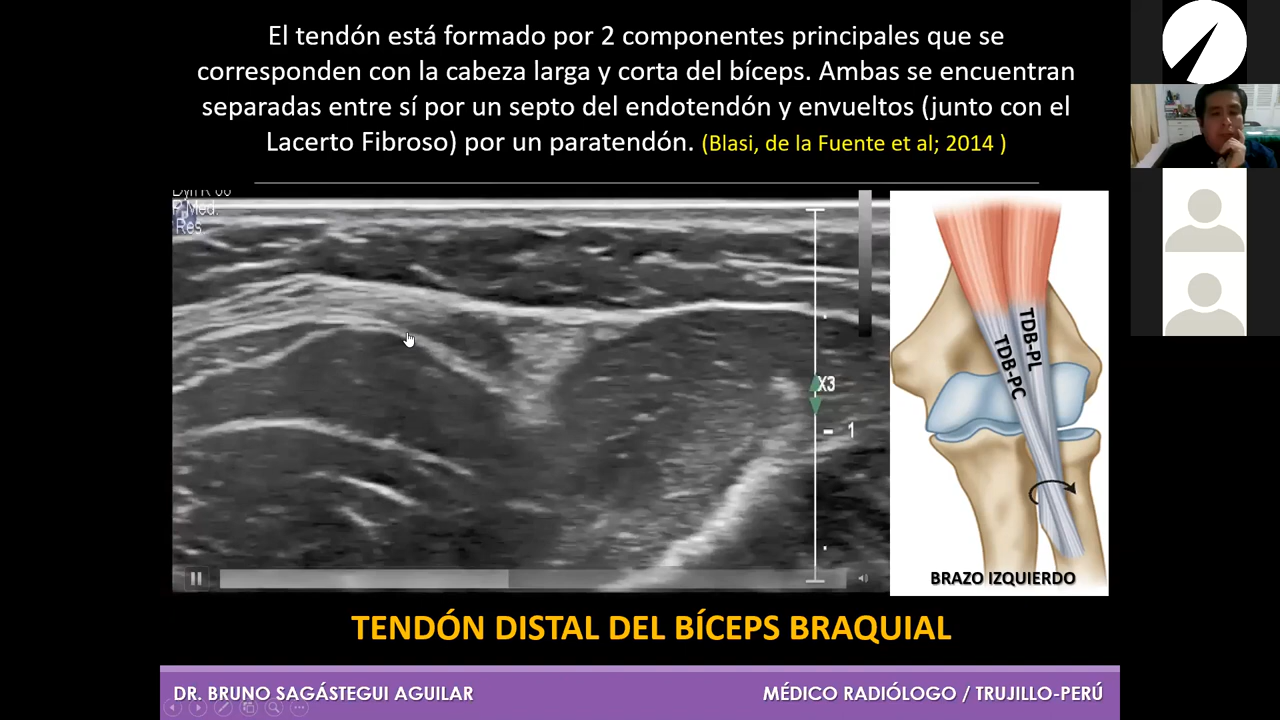 El tendón está formado por 2 componentes principales que se
corresponden con la cabeza larga y corta del bíceps. Ambas se encuentran
separadas entre sí por un septo del endotendón y envueltos (junto con el
Lacerto Fibroso) por un paratendón. (Blasi, de la Fuente et al; 2014 )
P Med.
Res
X3
1
TDB-PL
TDB-PC
BRAZO IZQUIERDO
TENDÓN DISTAL DEL BÍCEPS BRAQUIAL
DR. BRUNO SAGÁSTEGUI AGUILAR
MÉDICO RADIÓLOGO / TRUJILLO-PERÚ